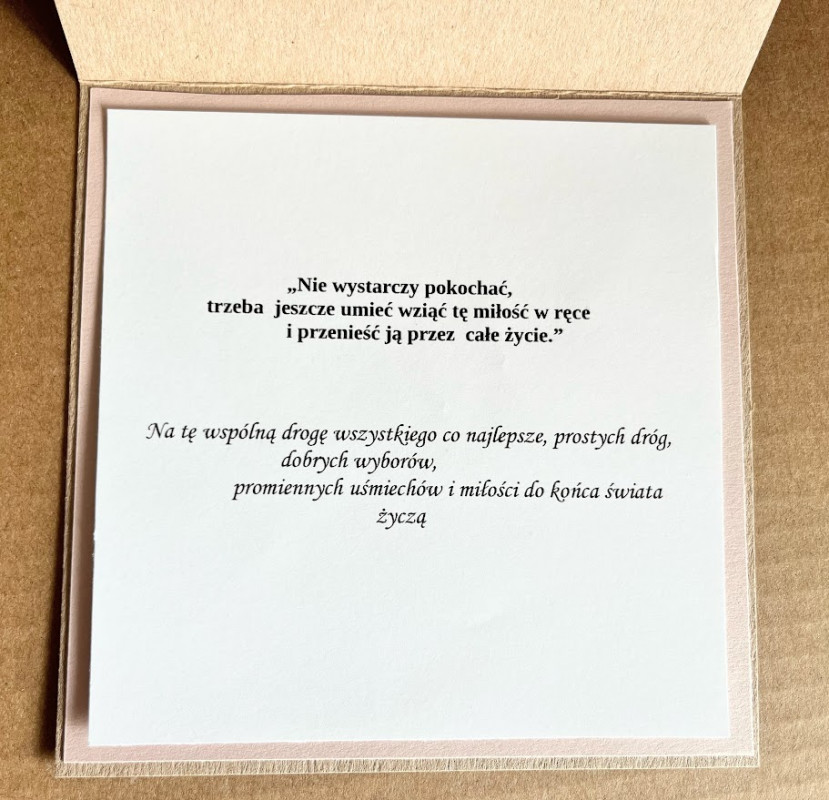 „Nie wystarczy pokochać,
trzeba jeszcze umieć wziąć tę miłość w ręce
i przenieść ją przez całe życie.”
Na tę wspólną drogę wszystkiego co najlepsze, prostych dróg,
dobrych wyborów,
promiennych uśmiechów i miłości do końca świata
życzą